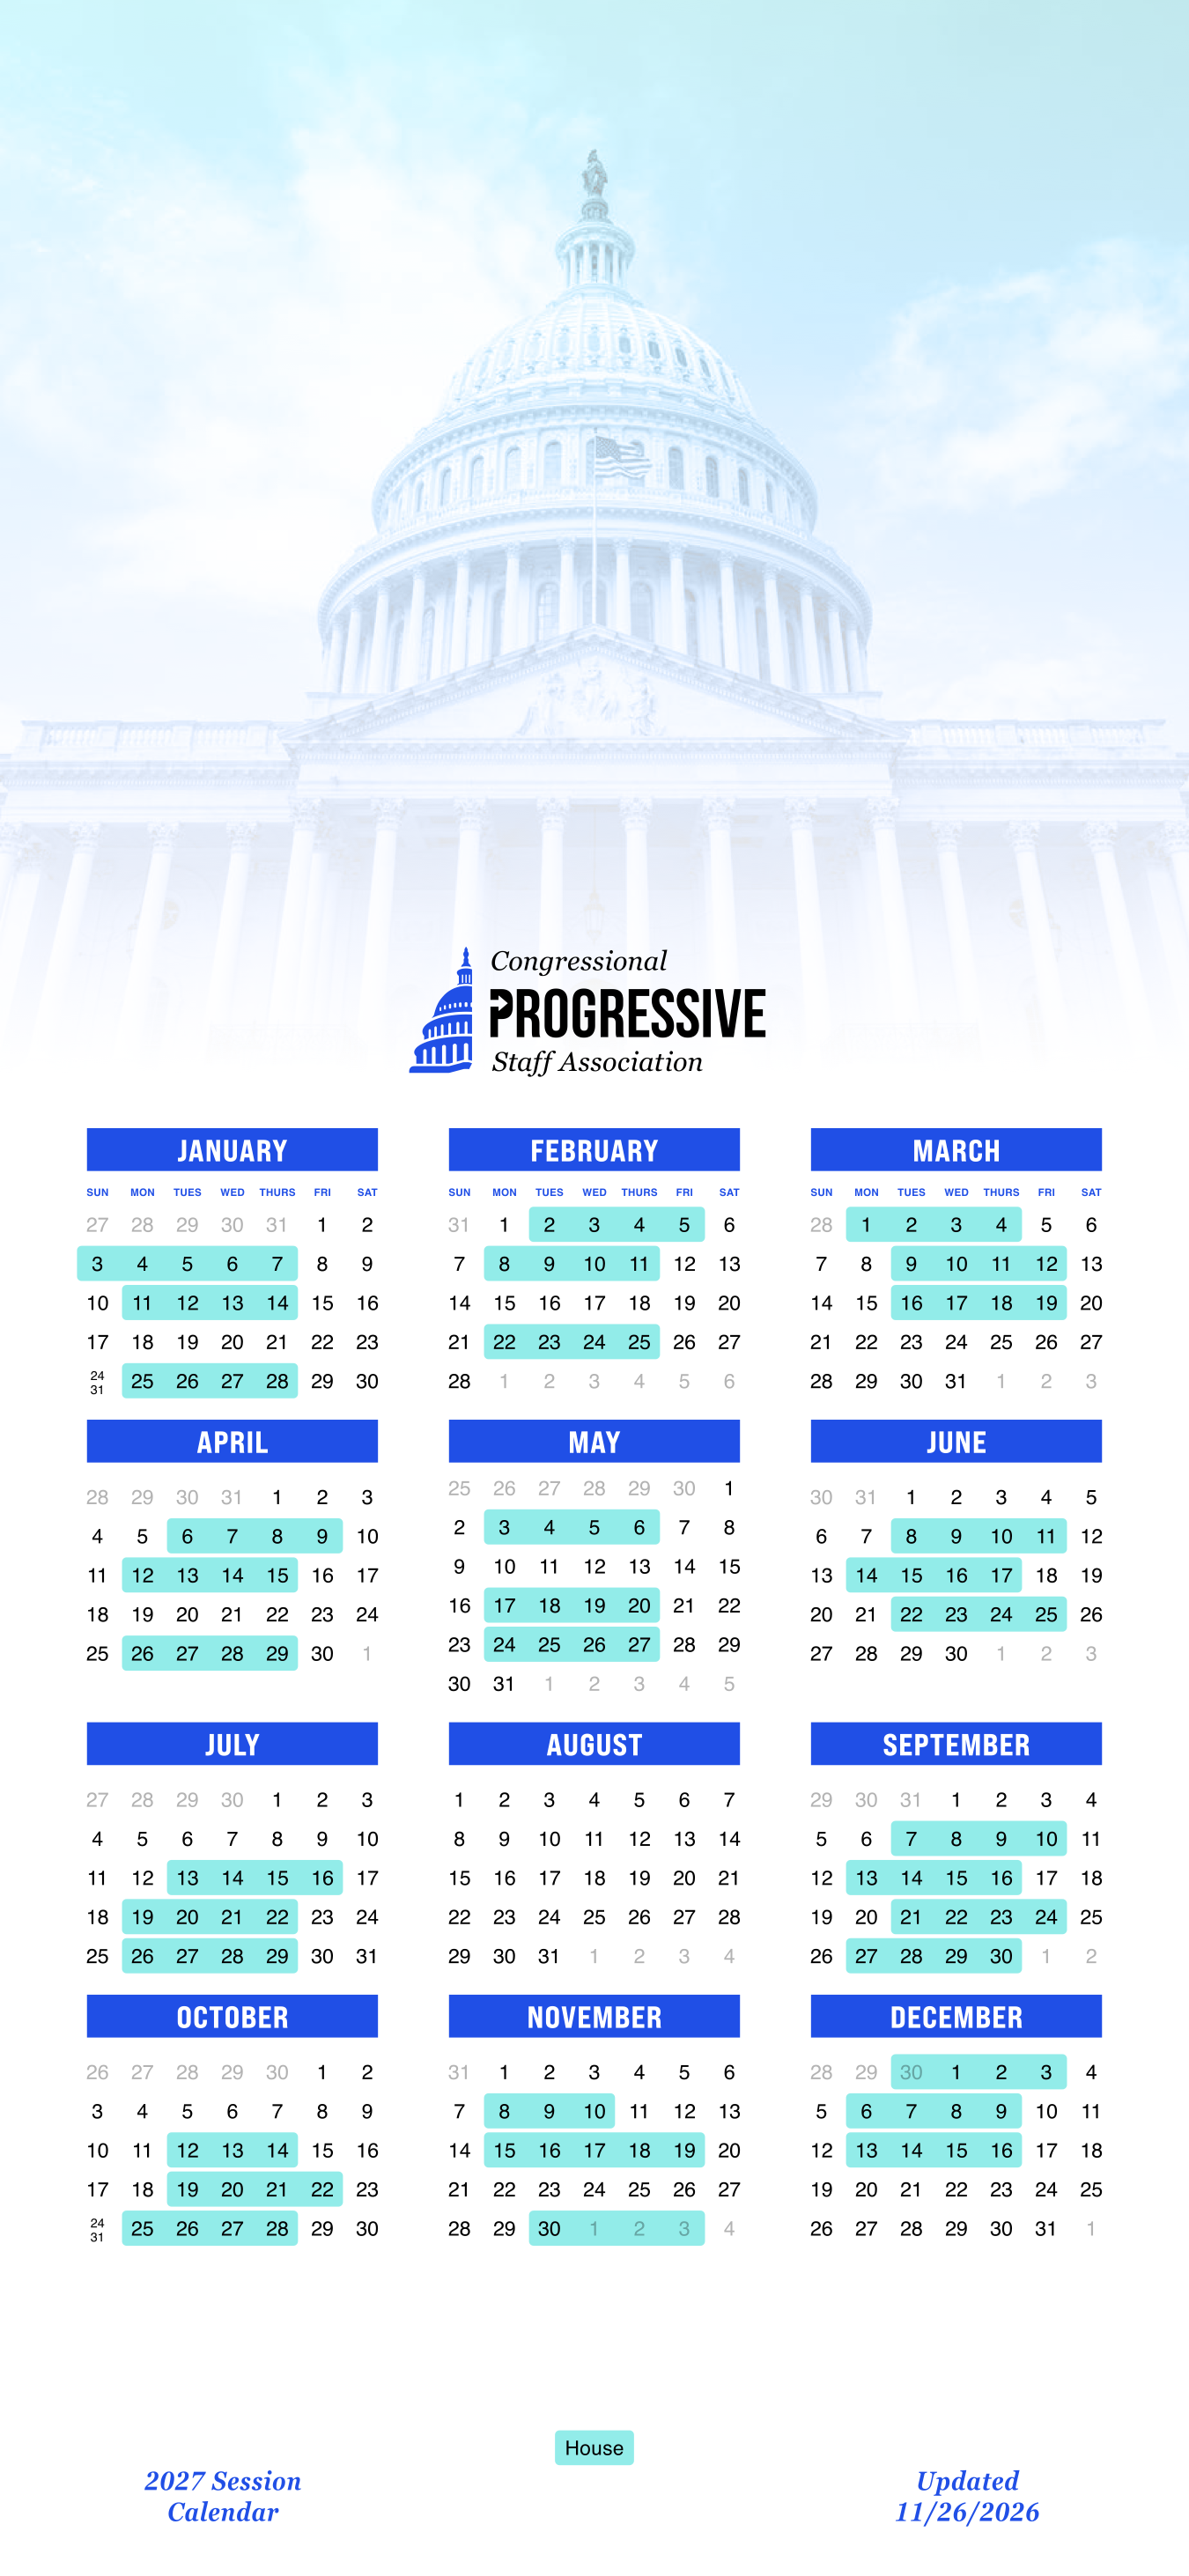 Congressional
PROGRESSIVE
Staff Association
JANUARY
SUN MON TUES WED THURS FRI SAT
27 28 29 30 31 1 2
3 4 5 6 7 8 9
10 11 12 13 14 15 16
17 18 19 20 21 22 23
24
31 25 26 27 28 29 30
FEBRUARY
SUN MON TUES WED THURS FRI SAT
31 1 2 3 4 5 6
7 8 9 10 11 12 13
14 15 16 17 18 19 20
21 22 23 24 25 26 27
28 1 2 3 4 5 6
MARCH
SUN MON TUES WED THURS FRI SAT
28 1 2 3 4 5 6
7 8 9 10 11 12 13
14 15 16 17 18 19 20
21 22 23 24 25 26 27
28 29 30 31 1 2 3
APRIL
28 29 30 31 1 2 3
4 5 6 7 8 9 10
11 12 13 14 15 16 17
18 19 20 21 22 23 24
25 26 27 28 29 30 1
MAY
25 26 27 28 29 30 1
2 3 4 5 6 7 8
9 10 11 12 13 14 15
16 17 18 19 20 21 22
23 24 25 26 27 28 29
30 31 1 2 3 4 5
JUNE
30 31 1 2 3 4 5
6 7 8 9 10 11 12
13 14 15 16 17 18 19
20 21 22 23 24 25 26
27 28 29 30 1 2 3
JULY
27 28 29 30 1 2 3
4 5 6 7 8 9 10
11 12 13 14 15 16 17
18 19 20 21 22 23 24
25 26 27 28 29 30 31
AUGUST
1 2 3 4 5 6 7
8 9 10 11 12 13 14
15 16 17 18 19 20 21
22 23 24 25 26 27 28
29 30 31 1 2 3 4
SEPTEMBER
29 30 31 1 2 3 4
5 6 7 8 9 10 11
12 13 14 15 16 17 18
19 20 21 22 23 24 25
26 27 28 29 30 1 2
OCTOBER
26 27 28 29 30 1 2
3 4 5 6 7 8 9
10 11 12 13 14 15 16
17 18 19 20 21 22 23
24
31 25 26 27 28 29 30
NOVEMBER
31 1 2 3 4 5 6
7 8 9 10 11 12 13
14 15 16 17 18 19 20
21 22 23 24 25 26 27
28 29 30 1 2 3 4
DECEMBER
28 29 30 1 2 3 4
5 6 7 8 9 10 11
12 13 14 15 16 17 18
19 20 21 22 23 24 25
26 27 28 29 30 31 1
House
2027 Session
Calendar
Updated
11/26/2026